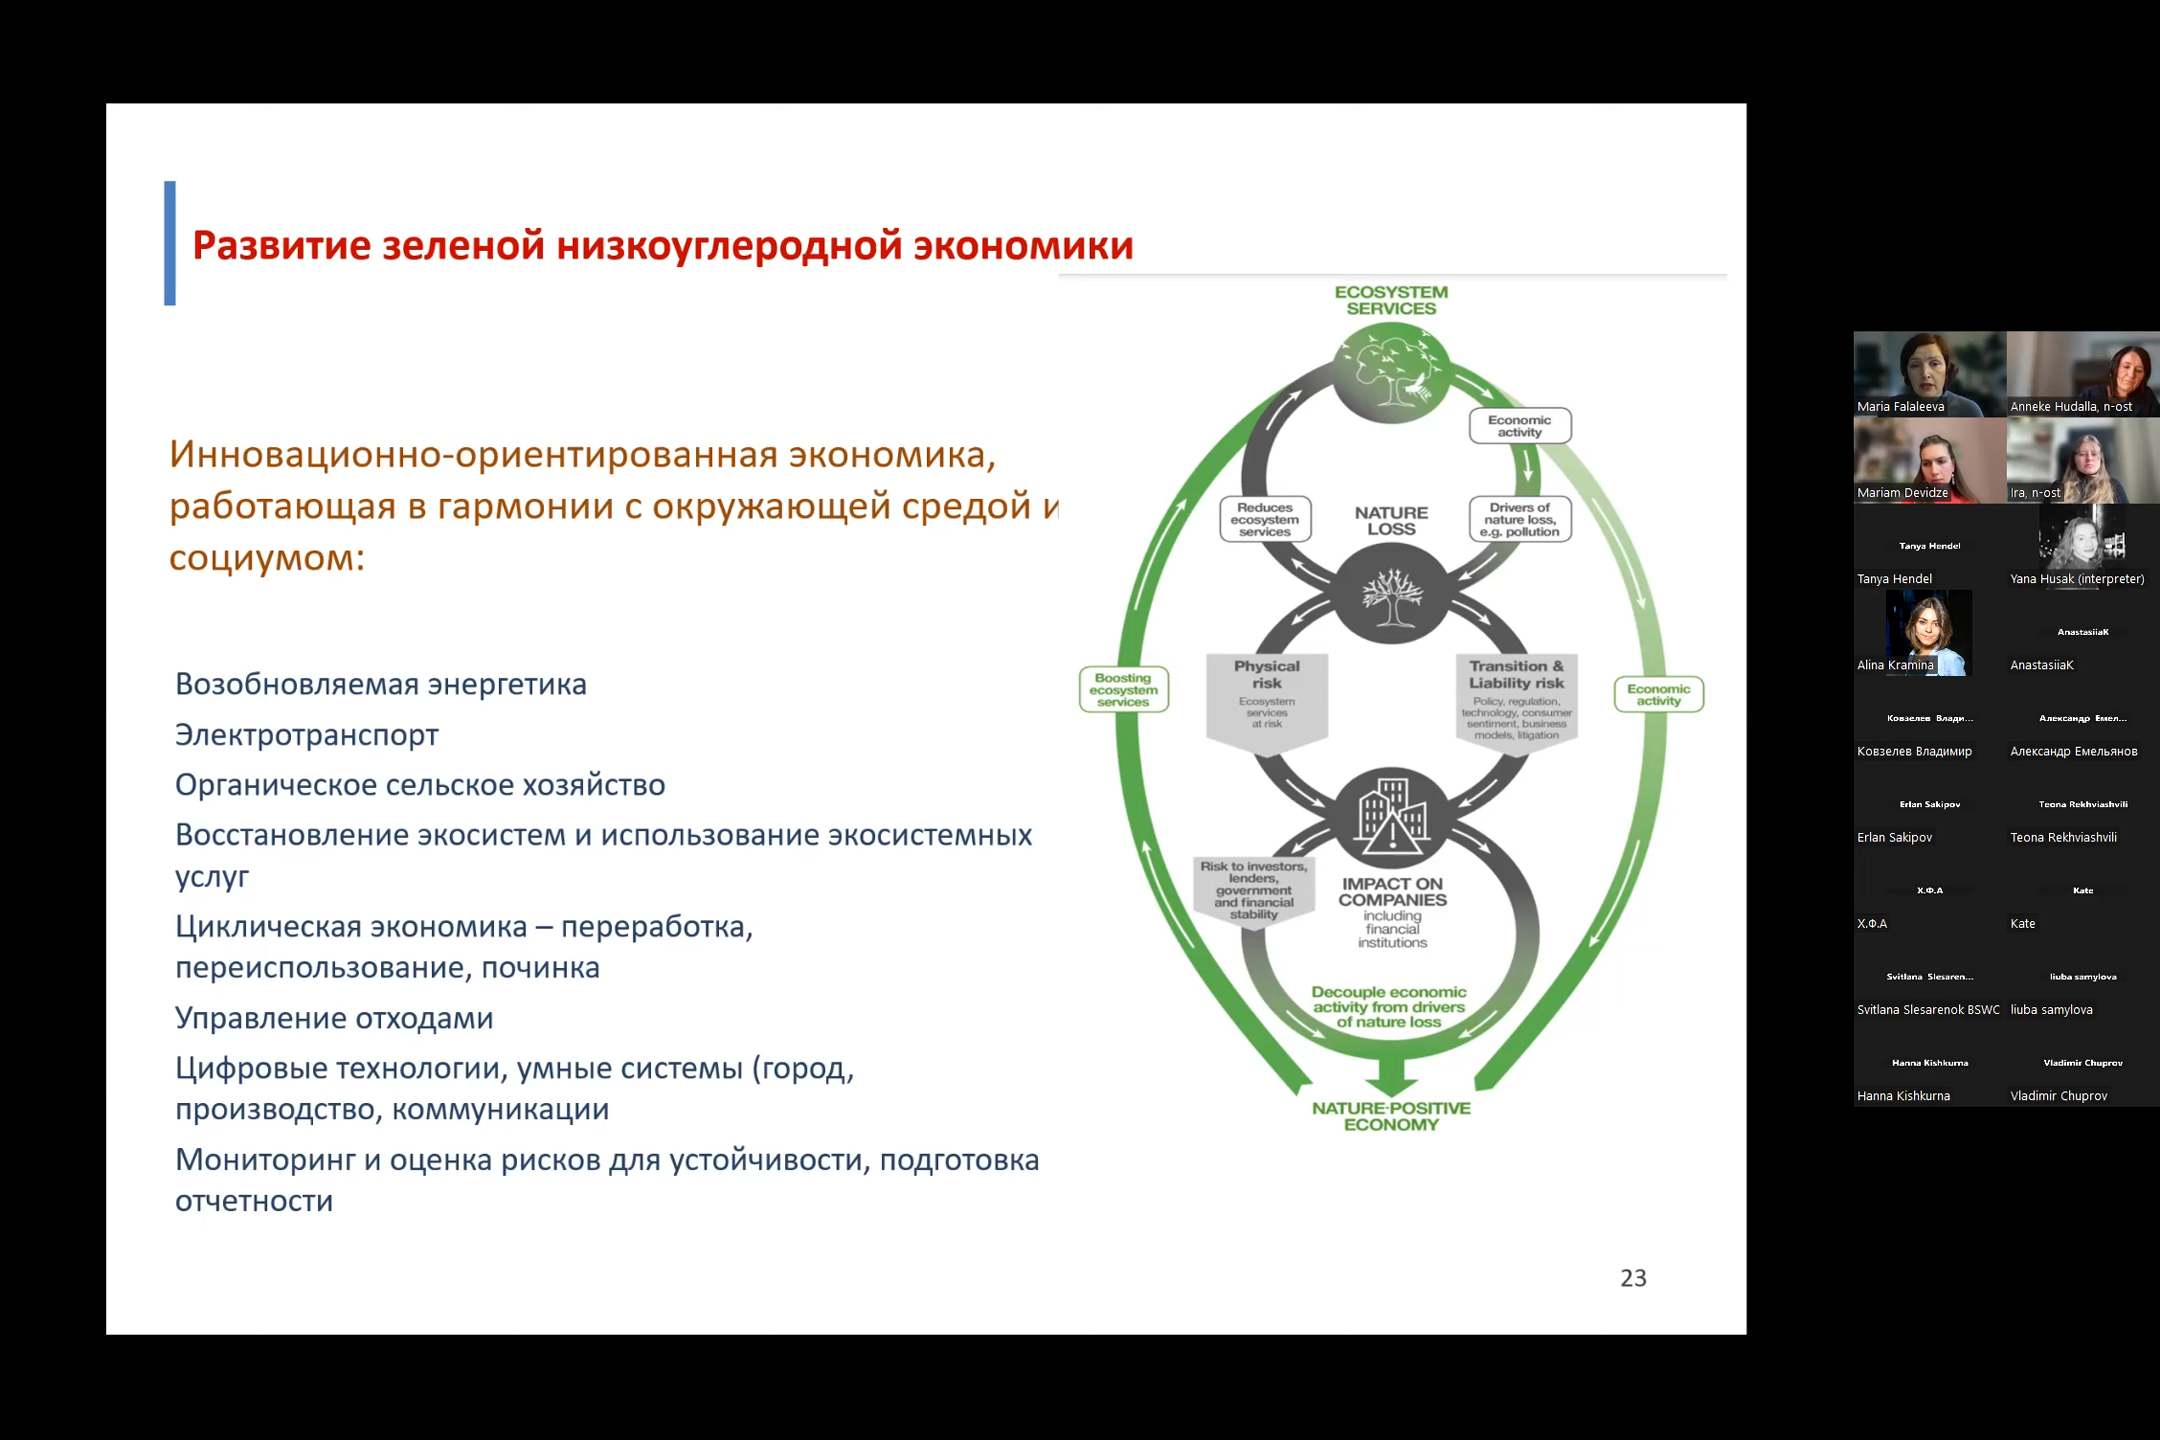 Развитие зеленой низкоуглеродной экономики
Инновационно-ориентированная экономика,
работающая в гармонии с окружающей средой и
социумом:
Возобновляемая энергетика
Электротранспорт
Органическое сельское хозяйство
Восстановление экосистем и использование экосистемных
услуг
Циклическая экономика – переработка,
переиспользование, починка
Управление отходами
Цифровые технологии, умные системы (город,
производство, коммуникации
Мониторинг и оценка рисков для устойчивости, подготовка
отчетности
ECOSYSTEM
SERVICES
Economic
activity
Reduces
ecosystem
services
NATURE
LOSS
Drivers of
nature loss,
e.g. pollution
Physical
risk
Ecosystem
services
at risk
Transition &
Liability risk
Policy, regulation,
technology, consumer
sentiment, business
models, litigation
Boosting
ecosystem
services
Economic
activity
Risk to investors,
lenders,
government
and financial
stability
IMPACT ON
COMPANIES
including
financial
institutions
Decouple economic
activity from drivers
of nature loss
NATURE-POSITIVE
ECONOMY
23
Maria Falaleeva
Anneke Hudalla, n-ost
Mariam Devidze
Ira, n-ost
Tanya Hendel
Tanya Hendel
Yana Husak (interpreter)
Alina Kramina
AnastasiiaK
AnastasiiaK
Ковзелев Влади...
Ковзелев Владимир
Александр Емел...
Александр Емельянов
Erlan Sakipov
Erlan Sakipov
Teona Rekhviashvili
Teona Rekhviashvili
Х.Ф.А
Х.Ф.А
Kate
Kate
Svitlana Slesaren...
Svitlana Slesarenok BSWC
liuba samylova
liuba samylova
Hanna Kishkurna
Hanna Kishkurna
Vladimir Chuprov
Vladimir Chuprov